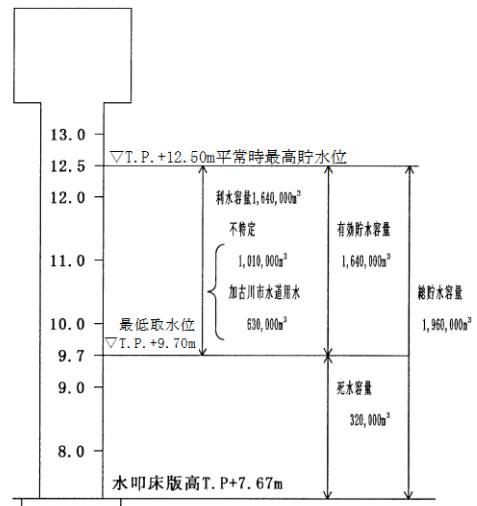 13.0
▽T.P.+12.50m平常時最高貯水位
12.5
12.0
利水容量1,640,000m³
不特定
1,010,000m³
加古川市水道用水
630,000m³
有効貯水容量
1,640,000m³
総貯水容量
1,960,000m³
11.0
10.0
最低取水位
▽T.P.+9.70m
9.7
9.0
死水容量
320,000m³
8.0
水叩床版高T.P+7.67m